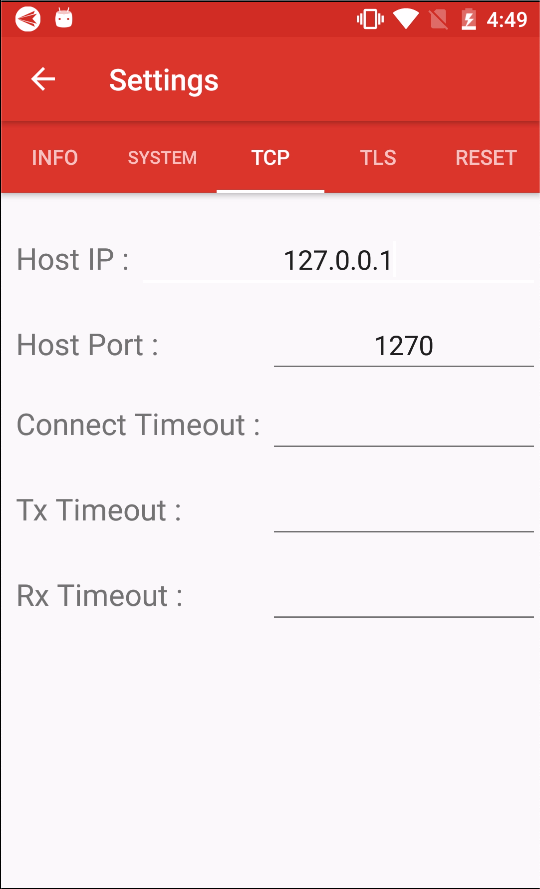 4:49
Settings
INFO SYSTEM TCP TLS RESET
Host IP : 127.0.0.1
Host Port : 1270
Connect Timeout :
Tx Timeout :
Rx Timeout :